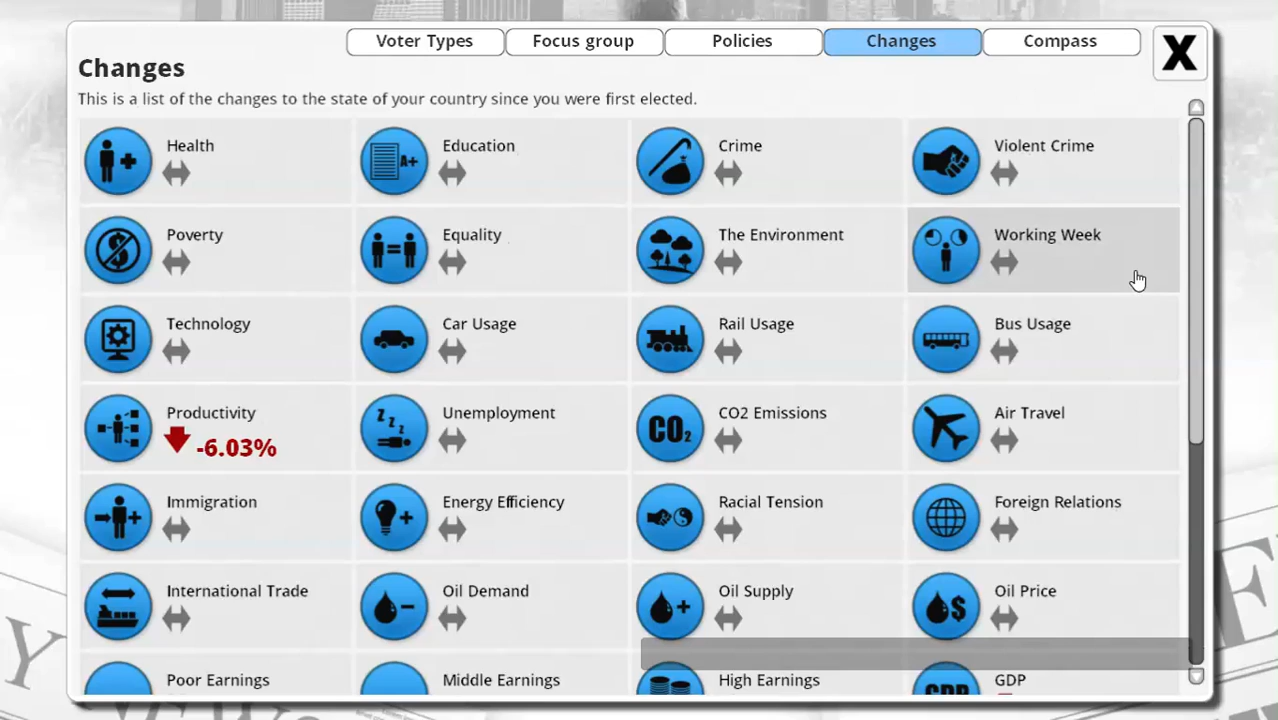 Voter Types Focus group Policies Changes Compass X
Changes
This is a list of the changes to the state of your country since you were first elected.
Health Education Crime Violent Crime
A+
Poverty Equality The Environment Working Week
Technology Car Usage Rail Usage Bus Usage
Productivity Unemployment CO2 Emissions Air Travel
-6.03% ZZZ CO2
Immigration Energy Efficiency Racial Tension Foreign Relations
International Trade Oil Demand Oil Supply Oil Price
Poor Earnings Middle Earnings High Earnings GDP
GDP